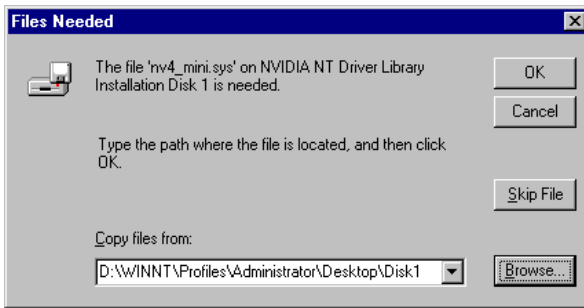 Files Needed
The file 'nv4_mini.sys' on NVIDIA NT Driver Library
Installation Disk 1 is needed.
OK
Cancel
Type the path where the file is located, and then click
OK.
Skip File
Copy files from:
D:\WINNT\Profiles\Administrator\Desktop\Disk1
Browse...